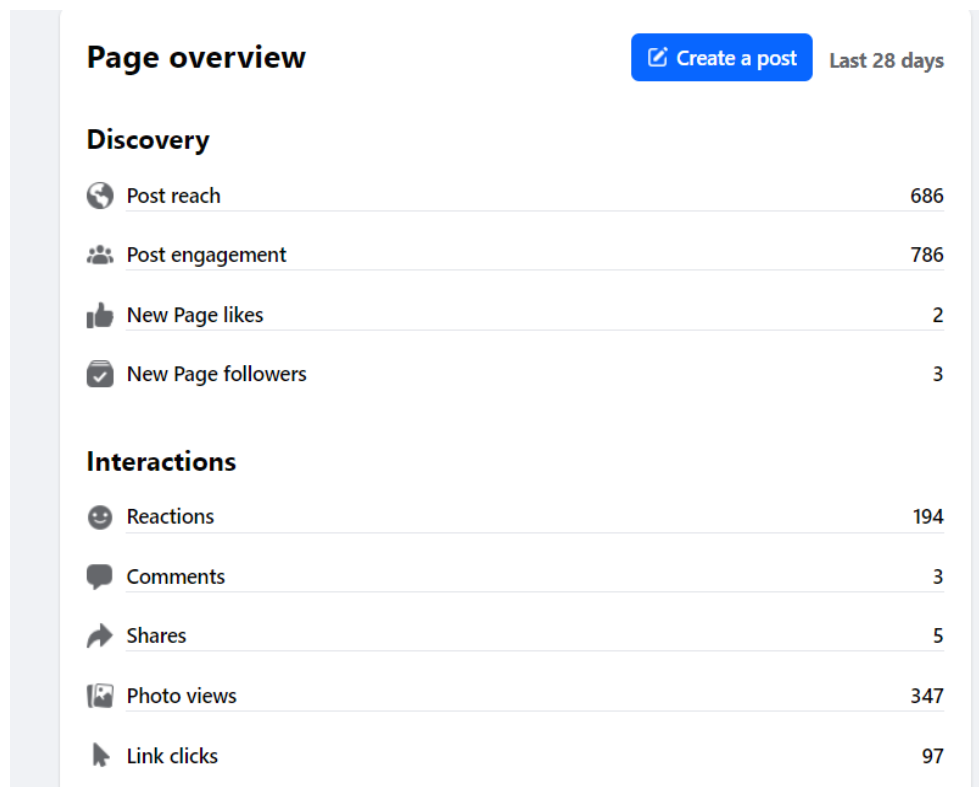 Page overview
Create a post
Last 28 days
Discovery
Post reach 686
Post engagement 786
New Page likes 2
New Page followers 3
Interactions
Reactions 194
Comments 3
Shares 5
Photo views 347
Link clicks 97